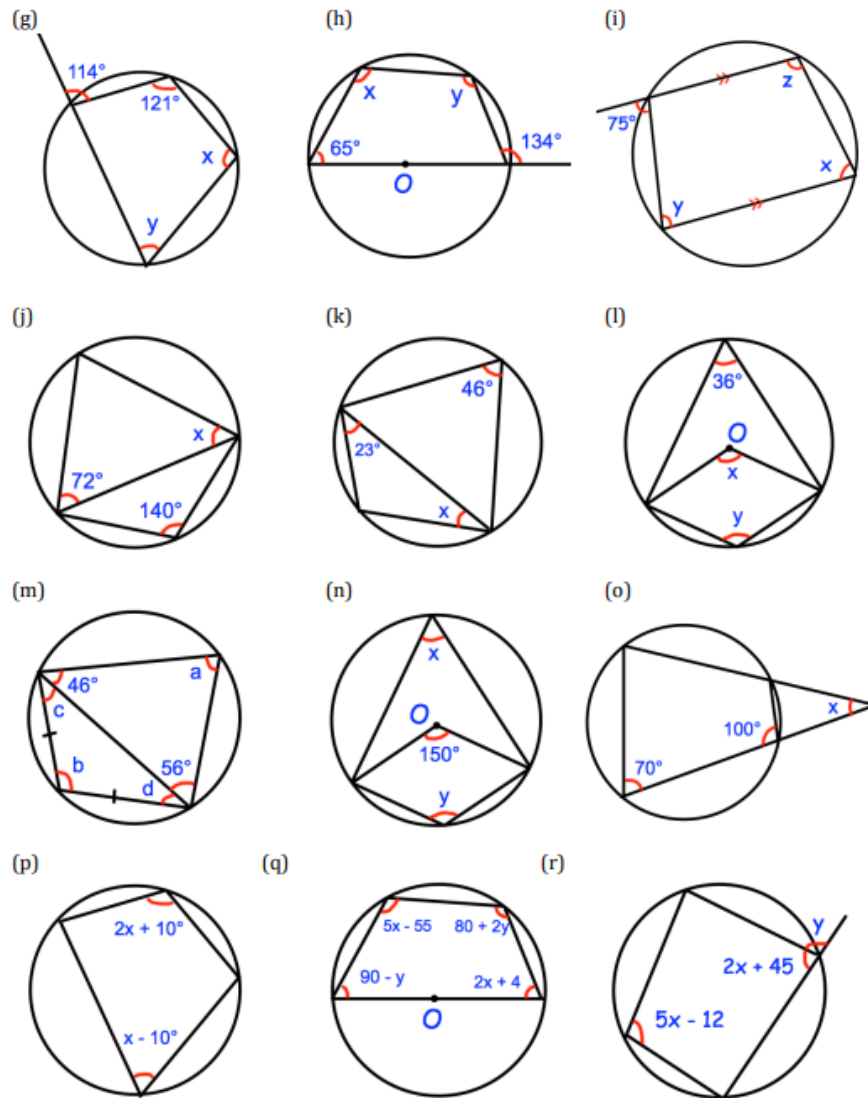 (g) (h) (i)
114°
121°
x
y
x
y
65°
134°
O
75°
z
x
y
(j) (k) (l)
x
72°
140°
46°
23°
x
36°
O
x
y
(m) (n) (o)
46°
a
c
b
d
56°
x
O
150°
y
100°
x
70°
(p) (q) (r)
2x + 10°
x - 10°
5x - 55 80 + 2y
90 - y 2x + 4
O
y
2x + 45
5x - 12